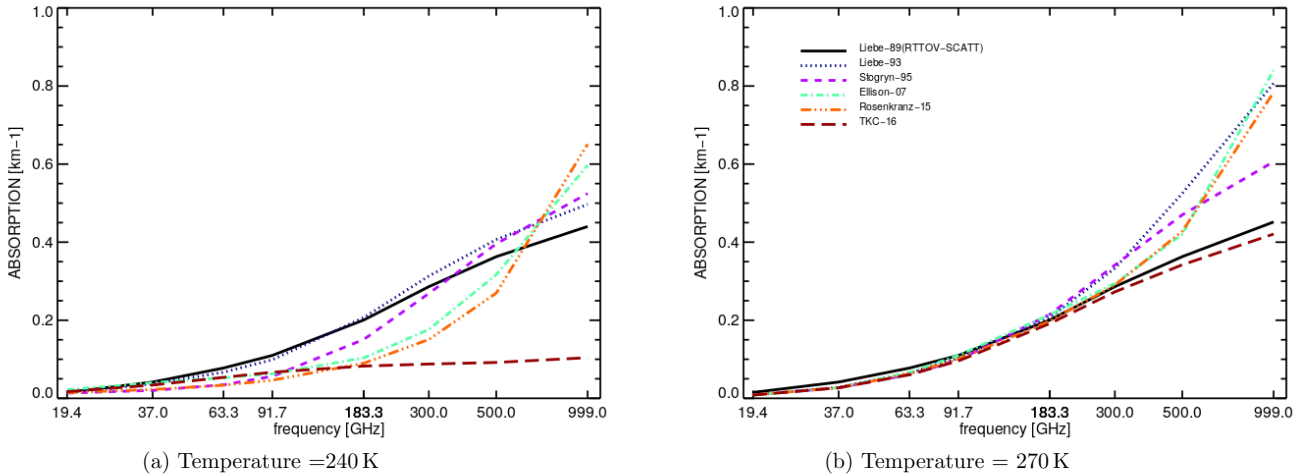 1.0
0.8
0.6
0.4
0.2
0.0
ABSORPTION [km−1]
19.4 37.0 63.3 91.7 183.3 300.0 500.0 999.0
frequency [GHz]
(a) Temperature =240 K
1.0
0.8
0.6
0.4
0.2
0.0
ABSORPTION [km−1]
Liebe−89(RTTOV−SCATT)
Liebe−93
Stogryn−95
Ellison−07
Rosenkranz−15
TKC−16
19.4 37.0 63.3 91.7 183.3 300.0 500.0 999.0
frequency [GHz]
(b) Temperature = 270 K